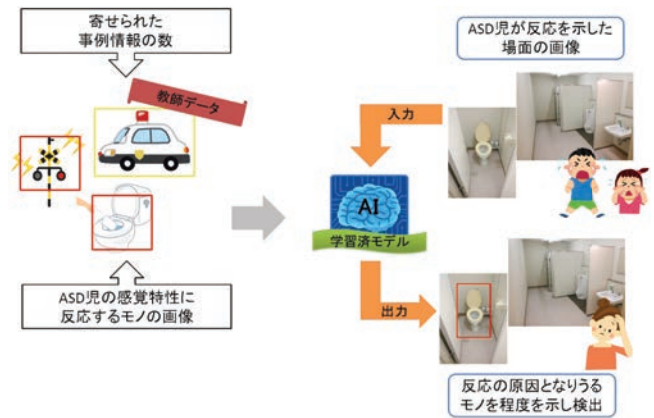 寄せられた
事例情報の数
教師データ
ASD児の感覚特性に
反応するモノの画像
ASD児が反応を示した
場面の画像
入力
AI
学習済モデル
出力
反応の原因となりうる
モノを程度を示し検出